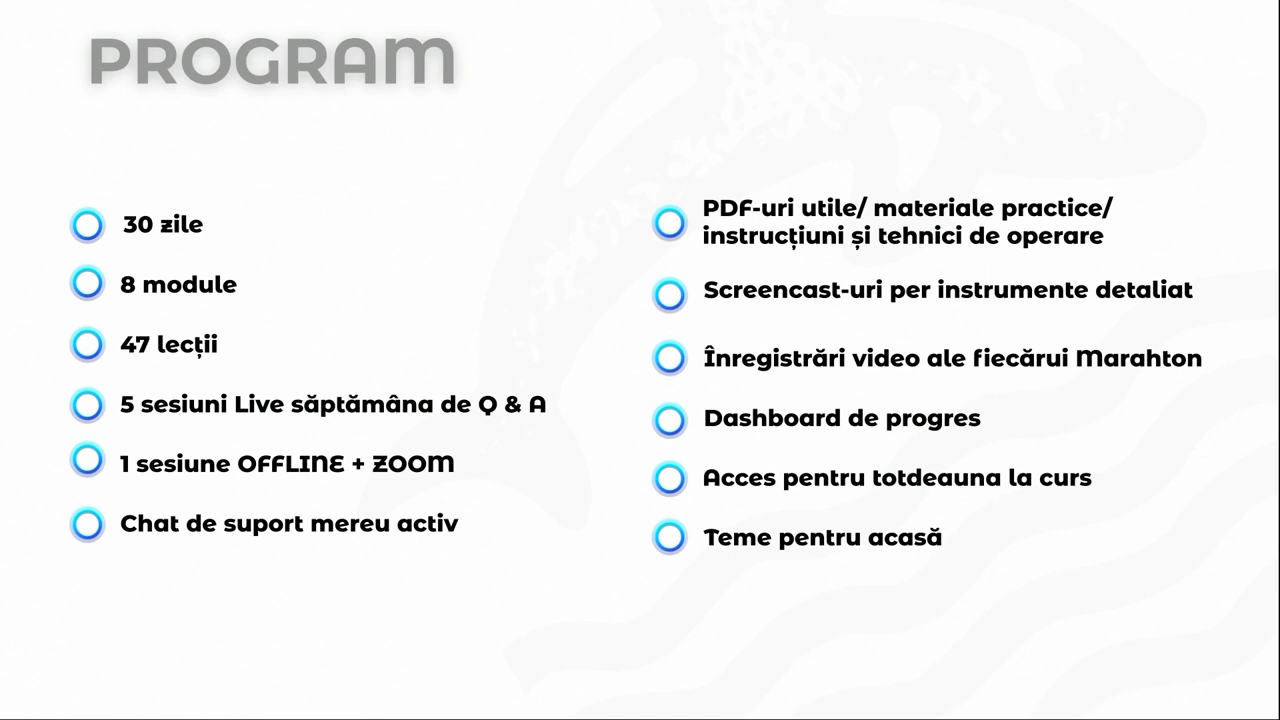 PROGRAM
30 zile
8 module
47 lecții
5 sesiuni Live săptămâna de Q & A
1 sesiune OFFLINE + ZOOM
Chat de suport mereu activ
PDF-uri utile/ materiale practice/
instrucțiuni și tehnici de operare
Screencast-uri per instrumente detaliat
Înregistrări video ale fiecărui Marahton
Dashboard de progres
Acces pentru totdeauna la curs
Teme pentru acasă